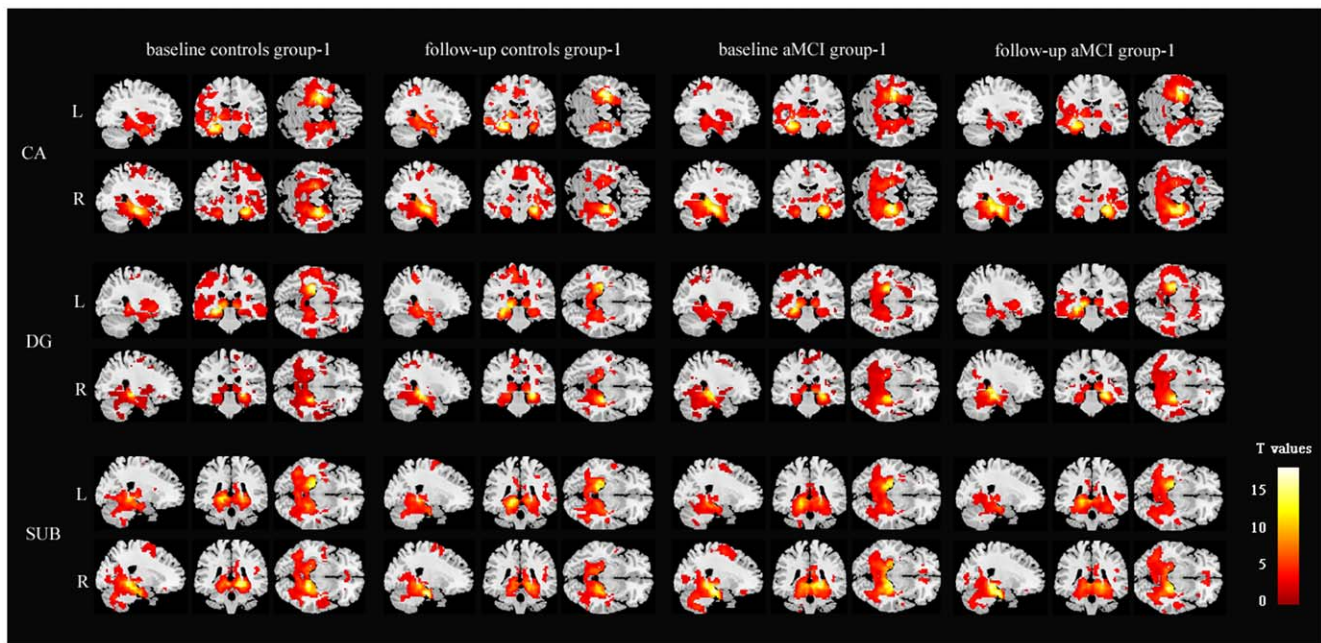 baseline controls group-1
follow-up controls group-1
baseline aMCI group-1
follow-up aMCI group-1
L
CA
R
L
DG
R
T values
L
15
SUB
10
R
5
0